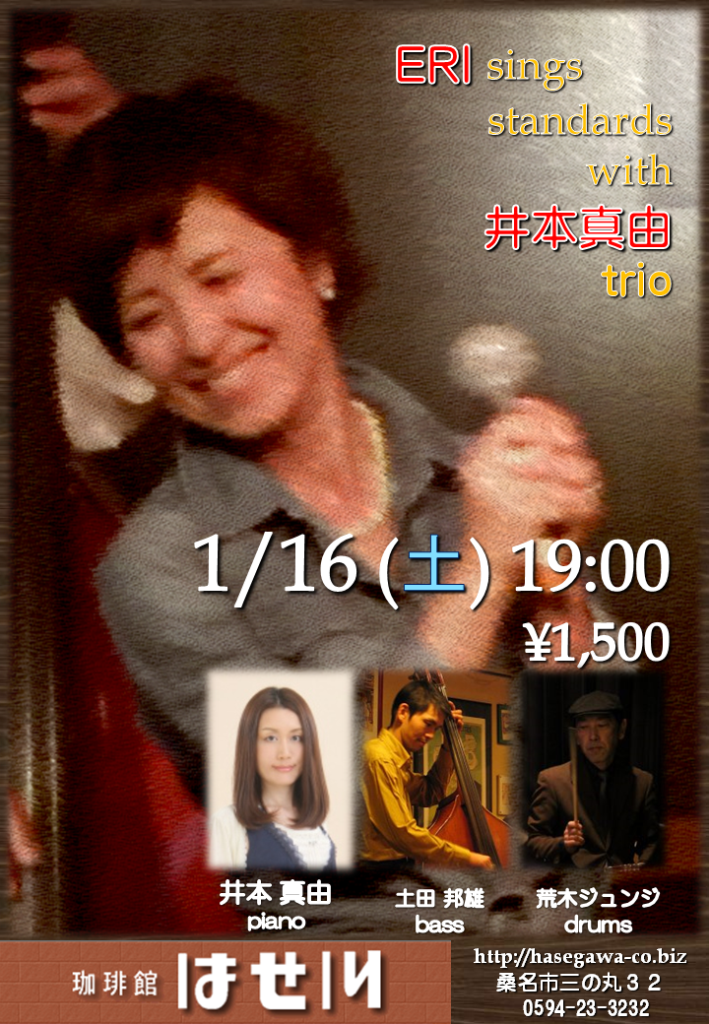 ERI sings
standards
with
井本真由
trio
1/16 (土) 19:00
¥1,500
井本 真由
piano
土田 邦雄
bass
荒木ジュンジ
drums
珈琲館 はせ川
http://hasegawa-co.biz
桑名市三の丸32
0594-23-3232